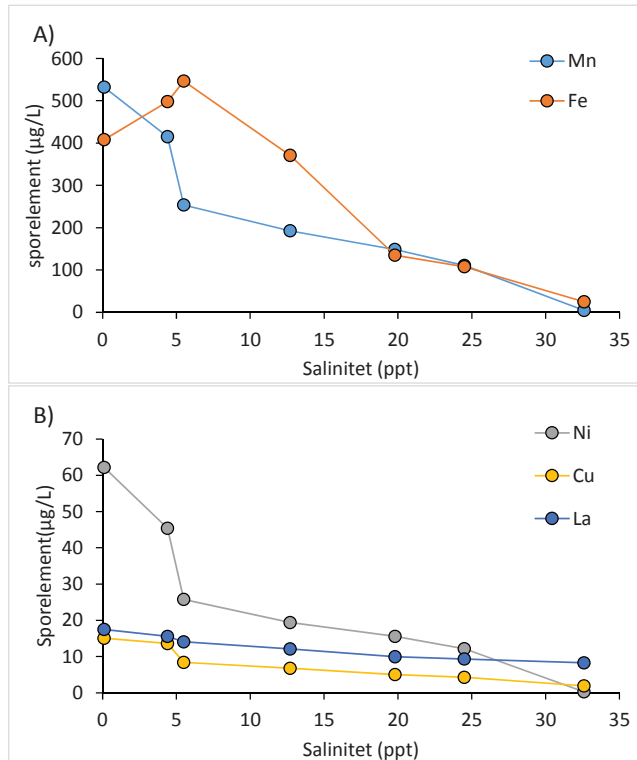 A)
600
500
400
300
200
100
0
sporelement (µg/L)
Mn
Fe
0 5 10 15 20 25 30 35
Salinitet (ppt)
B)
70
60
50
40
30
20
10
0
Sporelement(µg/L)
Ni
Cu
La
0 5 10 15 20 25 30 35
Salinitet (ppt)